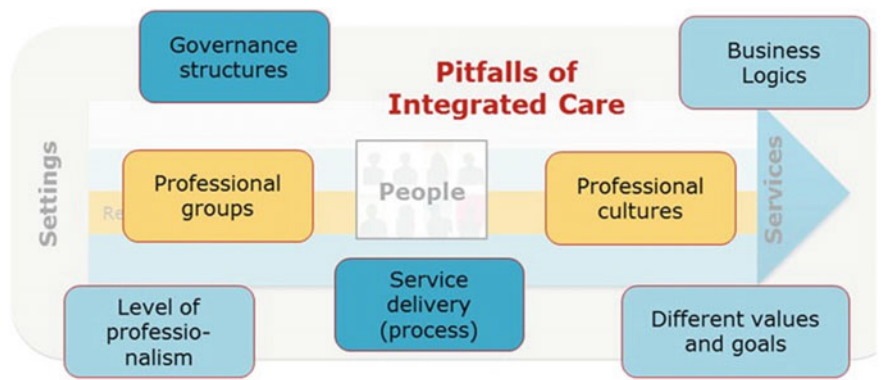 Governance
structures
Pitfalls of
Integrated Care
Business
Logics
Settings
Professional
groups
People
Professional
cultures
Services
Level of
professio-
nalism
Service
delivery
(process)
Different values
and goals